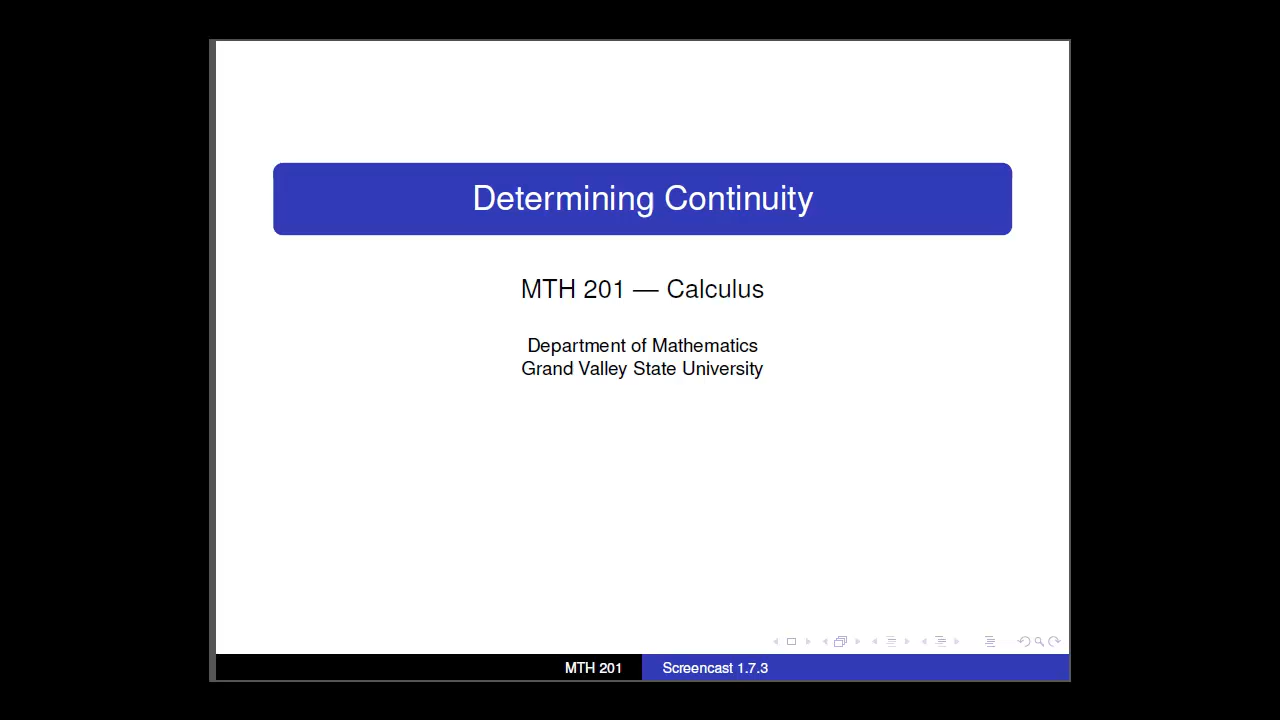 Determining Continuity
MTH 201 — Calculus
Department of Mathematics
Grand Valley State University
MTH 201
Screencast 1.7.3